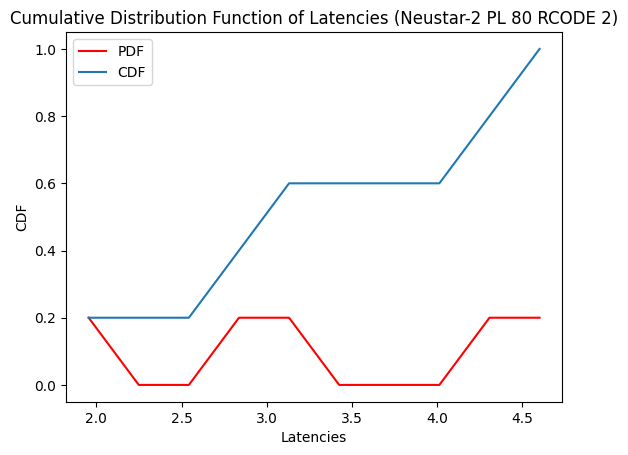 Cumulative Distribution Function of Latencies (Neustar-2 PL 80 RCODE 2)
PDF
CDF
CDF
1.0
0.8
0.6
0.4
0.2
0.0
2.0 2.5 3.0 3.5 4.0 4.5
Latencies